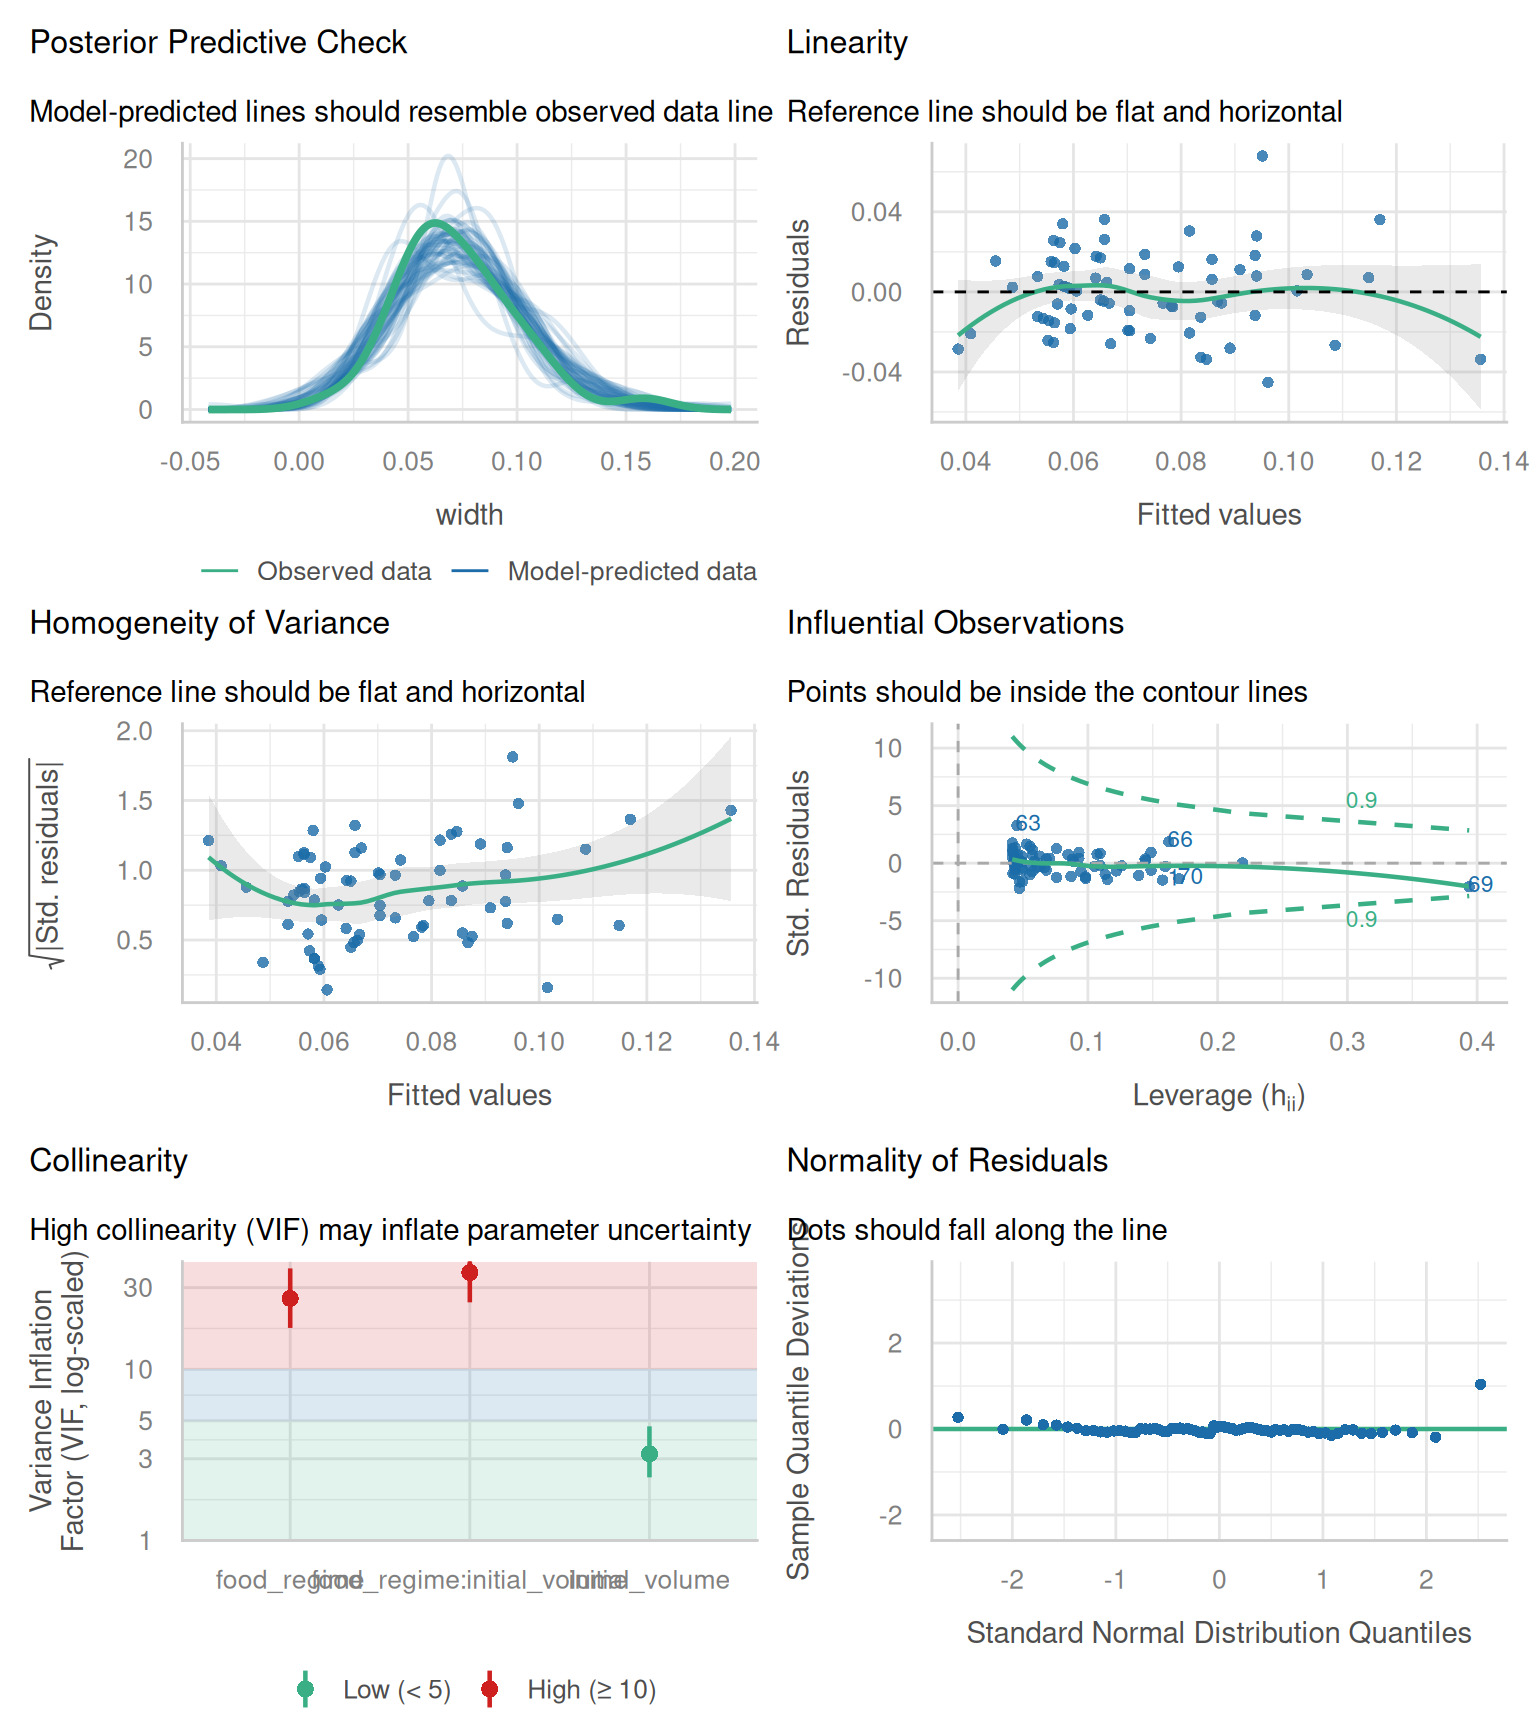 Posterior Predictive Check
Model-predicted lines should resemble observed data line
Density
20
15
10
5
0
-0.05 0.00 0.05 0.10 0.15 0.20
width
Observed data Model-predicted data
Linearity
Reference line should be flat and horizontal
Residuals
0.04
0.00
-0.04
0.04 0.06 0.08 0.10 0.12 0.14
Fitted values
Homogeneity of Variance
Reference line should be flat and horizontal
√|Std. residuals|
2.0
1.5
1.0
0.5
0.04 0.06 0.08 0.10 0.12 0.14
Fitted values
Influential Observations
Points should be inside the contour lines
Std. Residuals
10
5
0
-5
-10
0.9
63
66
170
69
0.9
0.0 0.1 0.2 0.3 0.4
Leverage (hii)
Collinearity
High collinearity (VIF) may inflate parameter uncertainty
Variance Inflation
Factor (VIF, log-scaled)
30
10
5
3
1
food_regime food_regime:initial_volume initial_volume
Low (< 5) High (≥ 10)
Normality of Residuals
Dots should fall along the line
Sample Quantile Deviations
2
0
-2
-2 -1 0 1 2
Standard Normal Distribution Quantiles